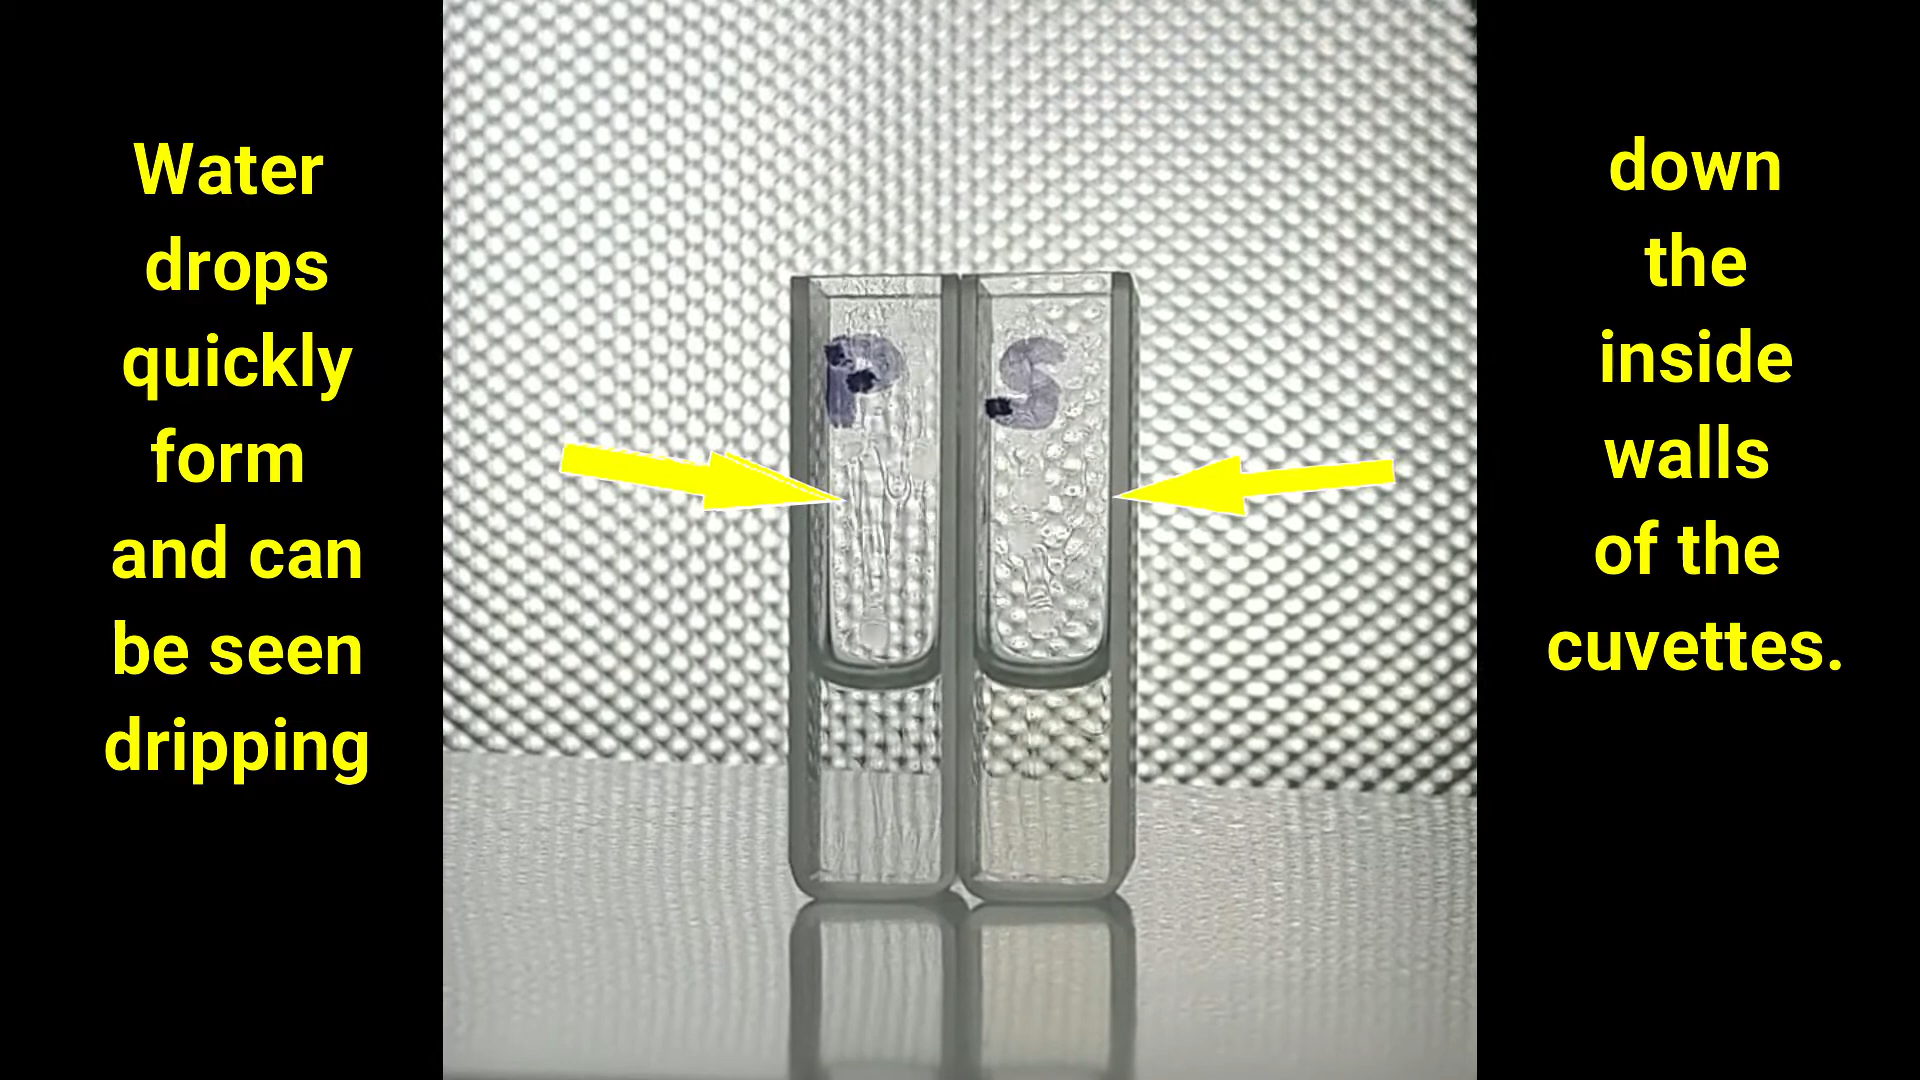 Water
drops
quickly
form
and can
be seen
dripping
down
the
inside
walls
of the
cuvettes.
P
S